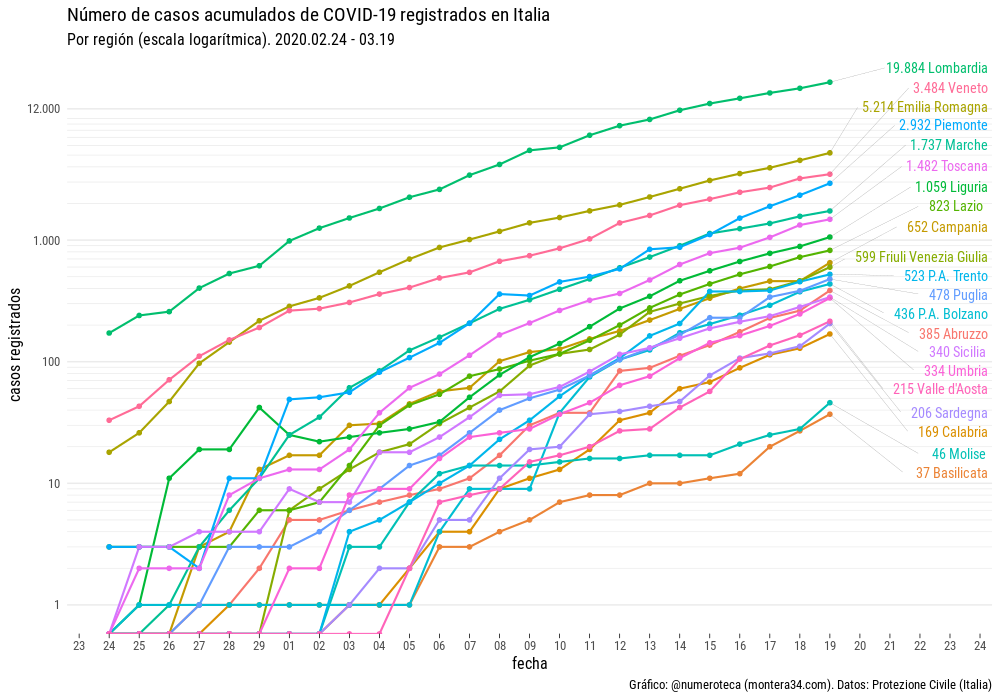 Número de casos acumulados de COVID-19 registrados en Italia
Por región (escala logarítmica). 2020.02.24 - 03.19
casos registrados
12.000
1.000
100
10
1
19.884 Lombardia
3.484 Veneto
5.214 Emilia Romagna
2.932 Piemonte
1.737 Marche
1.482 Toscana
1.059 Liguria
823 Lazio
652 Campania
599 Friuli Venezia Giulia
523 P.A. Trento
478 Puglia
436 P.A. Bolzano
385 Abruzzo
340 Sicilia
334 Umbria
215 Valle d'Aosta
206 Sardegna
169 Calabria
46 Molise
37 Basilicata
23 24 25 26 27 28 29 01 02 03 04 05 06 07 08 09 10 11 12 13 14 15 16 17 18 19 20 21 22 23 24
fecha
Gráfico: @numeroteca (montera34.com). Datos: Protezione Civile (Italia)